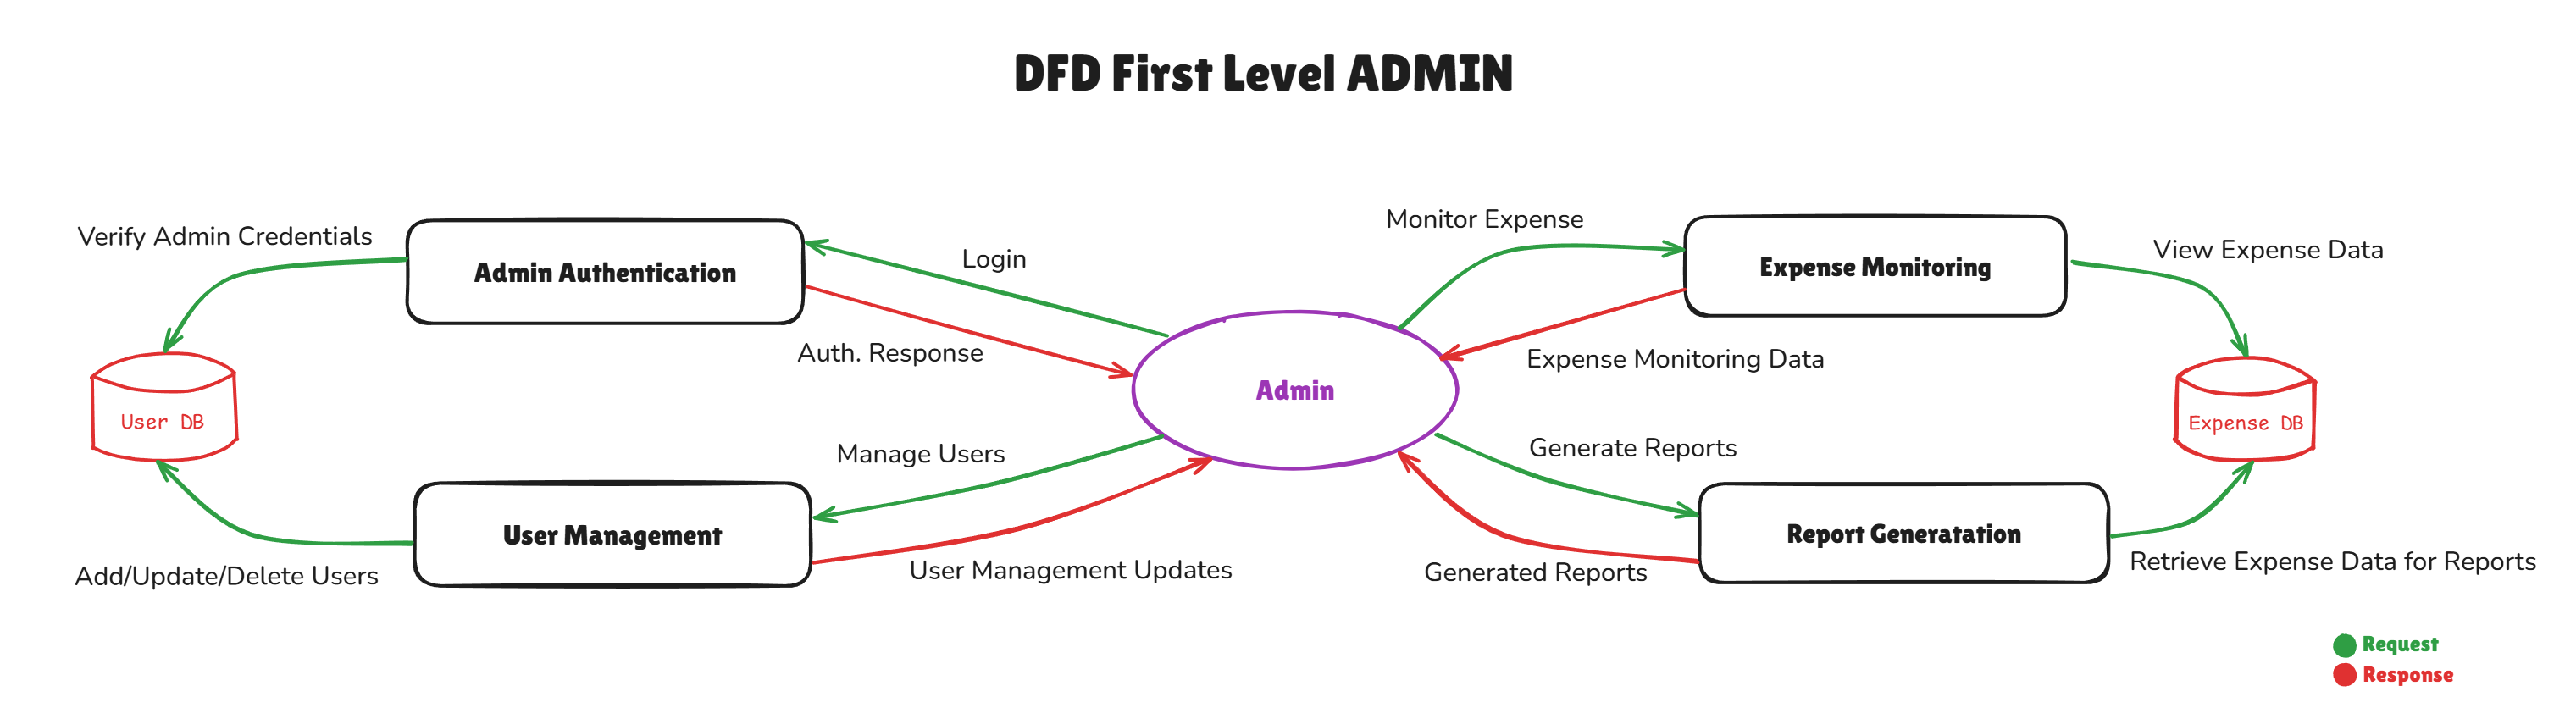 DFD First Level ADMIN
Verify Admin Credentials
Admin Authentication
Login
Auth. Response
Monitor Expense
Expense Monitoring
View Expense Data
Expense Monitoring Data
User DB
Admin
Expense DB
Manage Users
User Management
Add/Update/Delete Users
User Management Updates
Generate Reports
Report Generatation
Generated Reports
Retrieve Expense Data for Reports
Request
Response